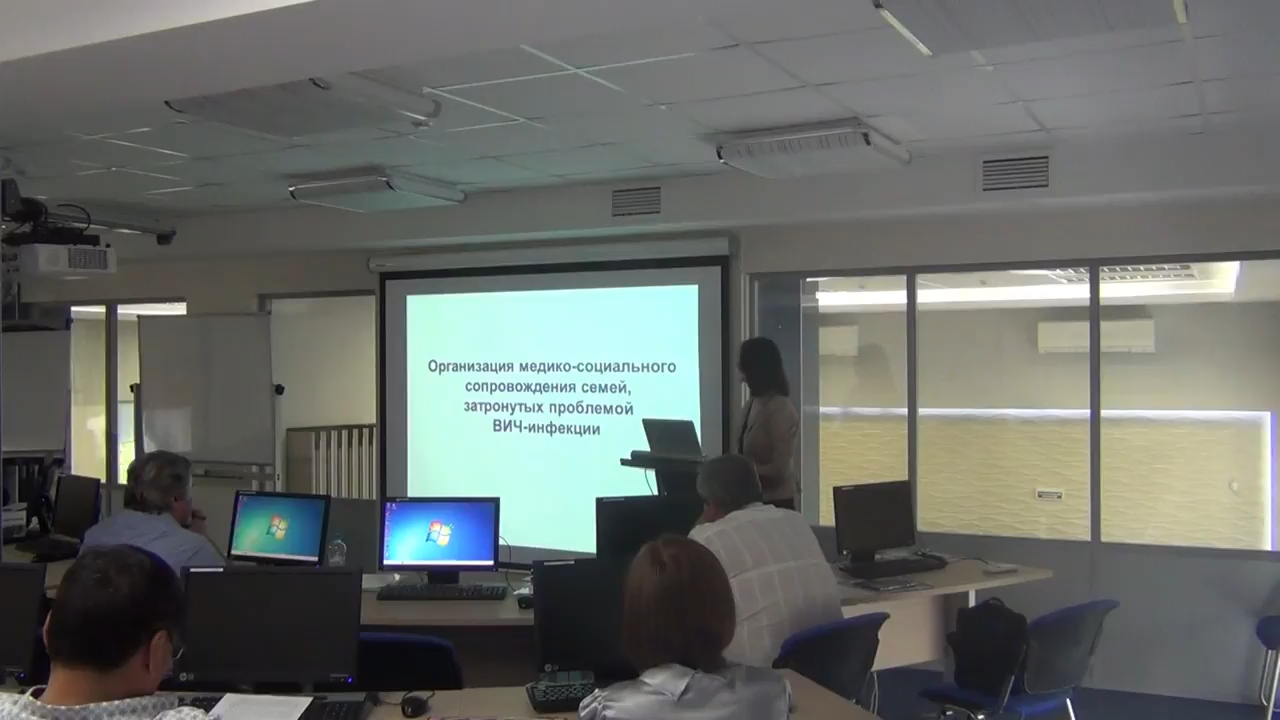 Организация медико-социального
сопровождения семей,
затронутых проблемой
ВИЧ-инфекции